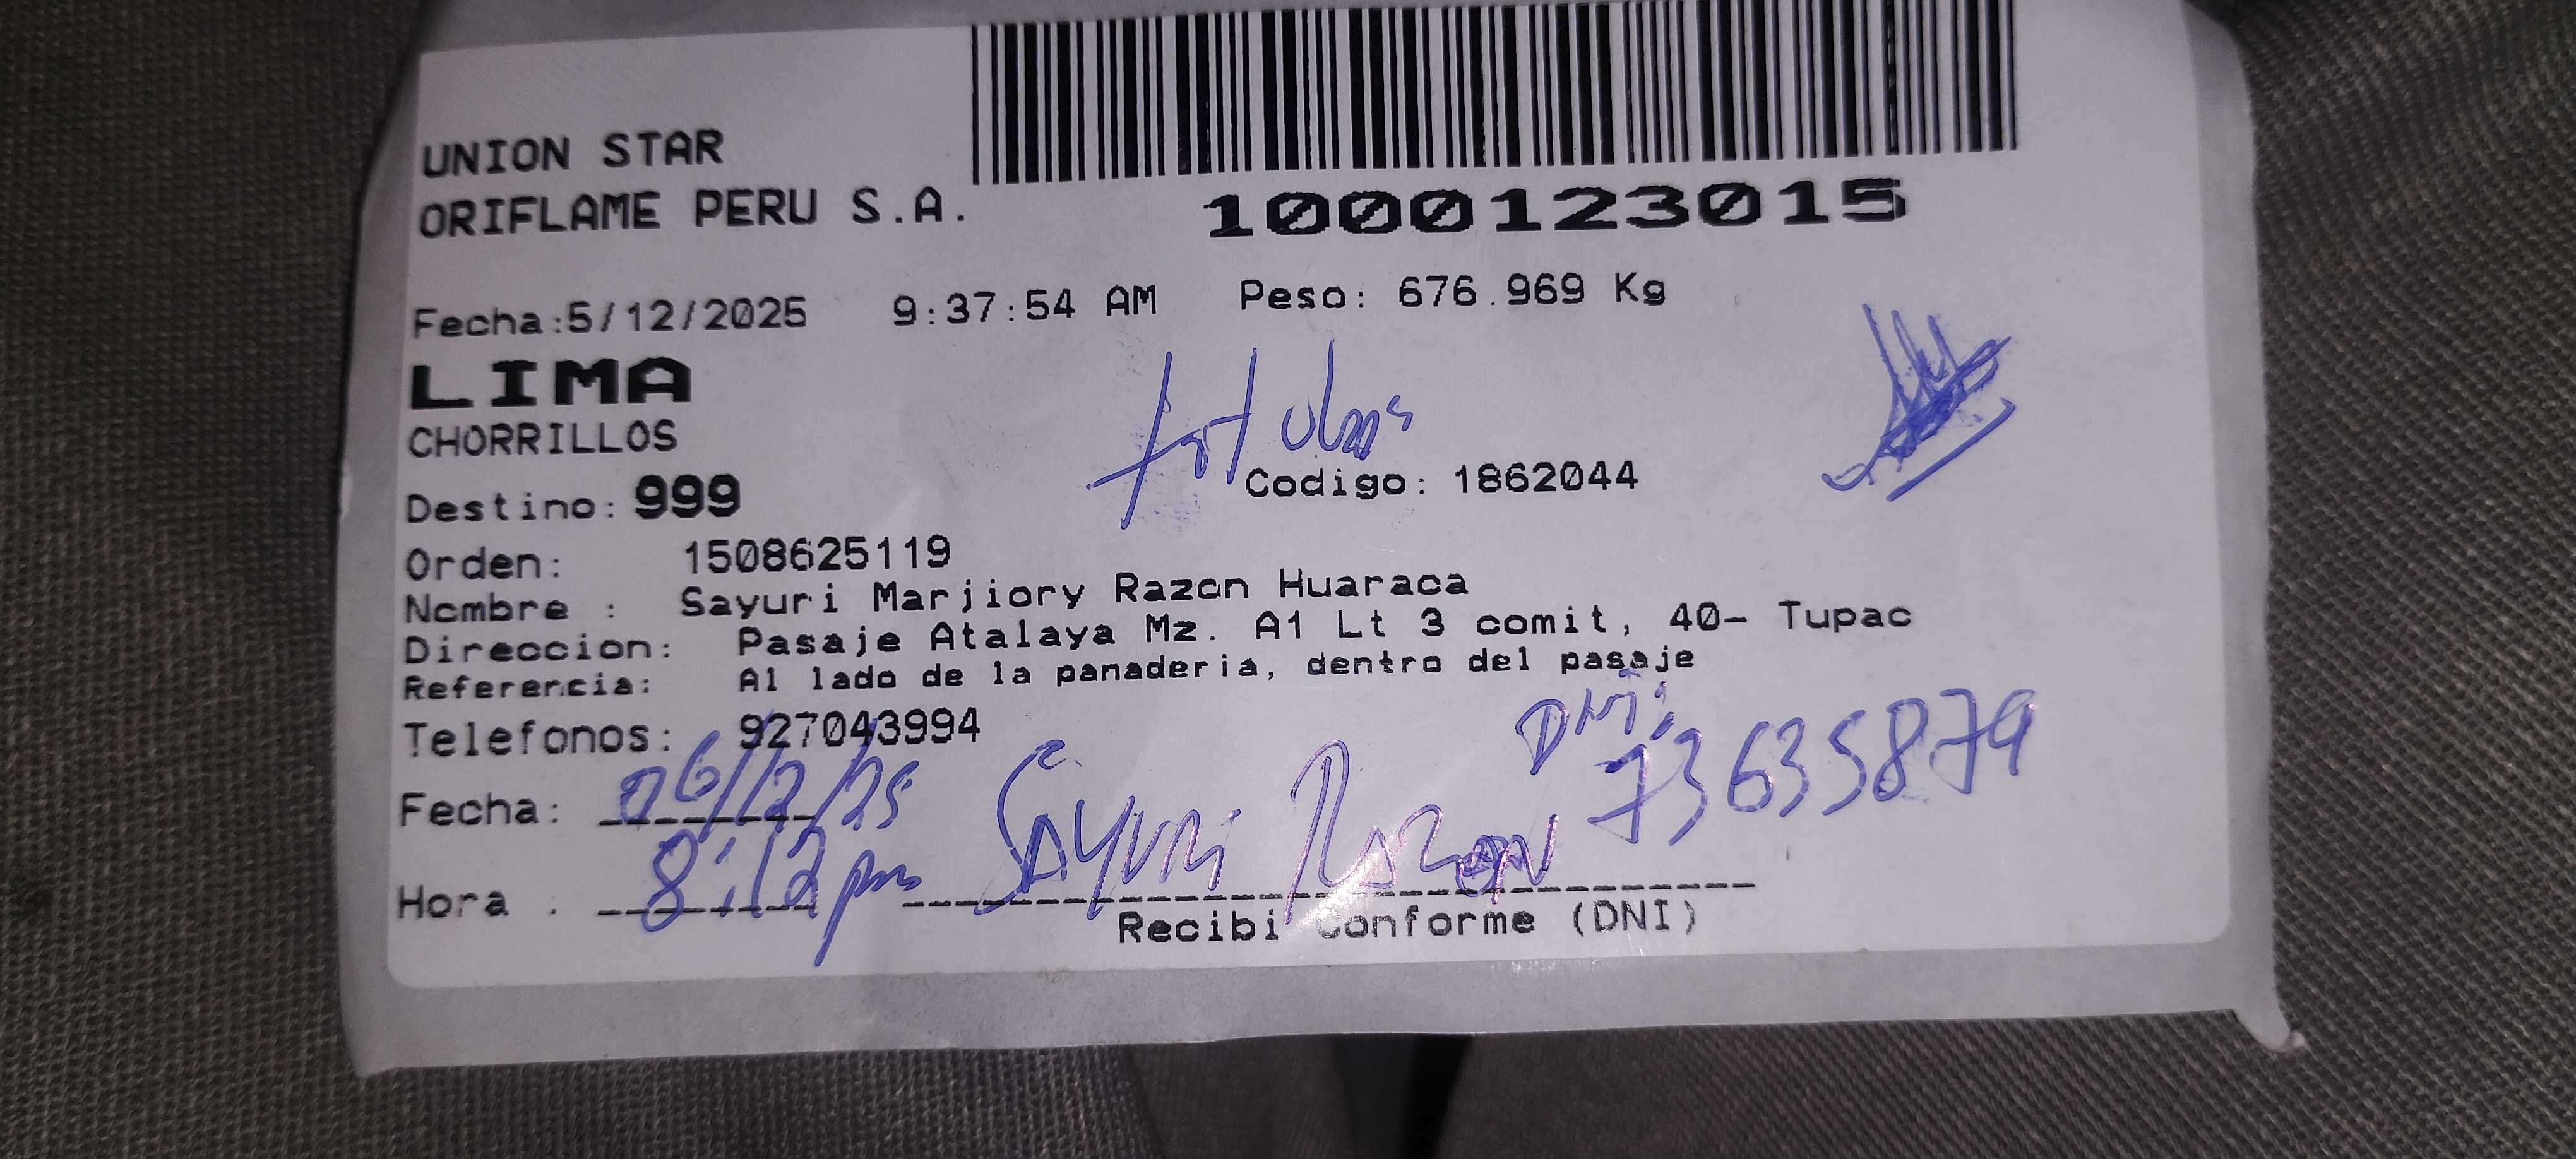 UNION STAR
ORIFLAME PERU S.A.
1000123015
Fecha:5/12/2025 9:37:54 AM Peso: 676.969 Kg
LIMA
CHORRILLOS
Destino: 999
Codigo: 1862044
Orden: 1508625119
Nombre : Sayuri Marjiory Razon Huaraca
Direccion: Pasaje Atalaya Mz. A1 Lt 3 comit, 40- Tupac
Referencia: Al lado de la panaderia, dentro del pasaje
Telefonos: 927043994
DNI: 73635879
Fecha: 06/12/25
Hora : 8:12 pm Sayuri Razon
Recibi Conforme (DNI)